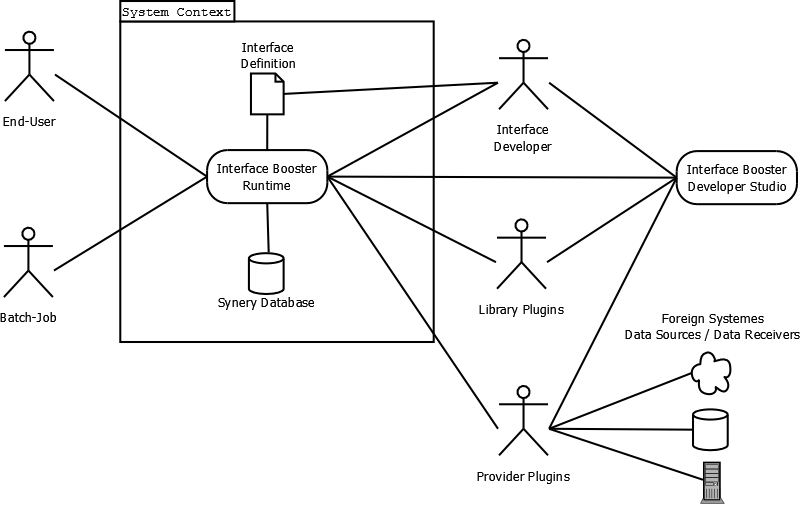 System Context
Interface
Definition
End-User
Interface
Developer
Interface Booster
Runtime
Interface Booster
Developer Studio
Synery Database
Batch-Job
Library Plugins
Foreign Systeme
Data Sources / Data Receivers
Provider Plugins